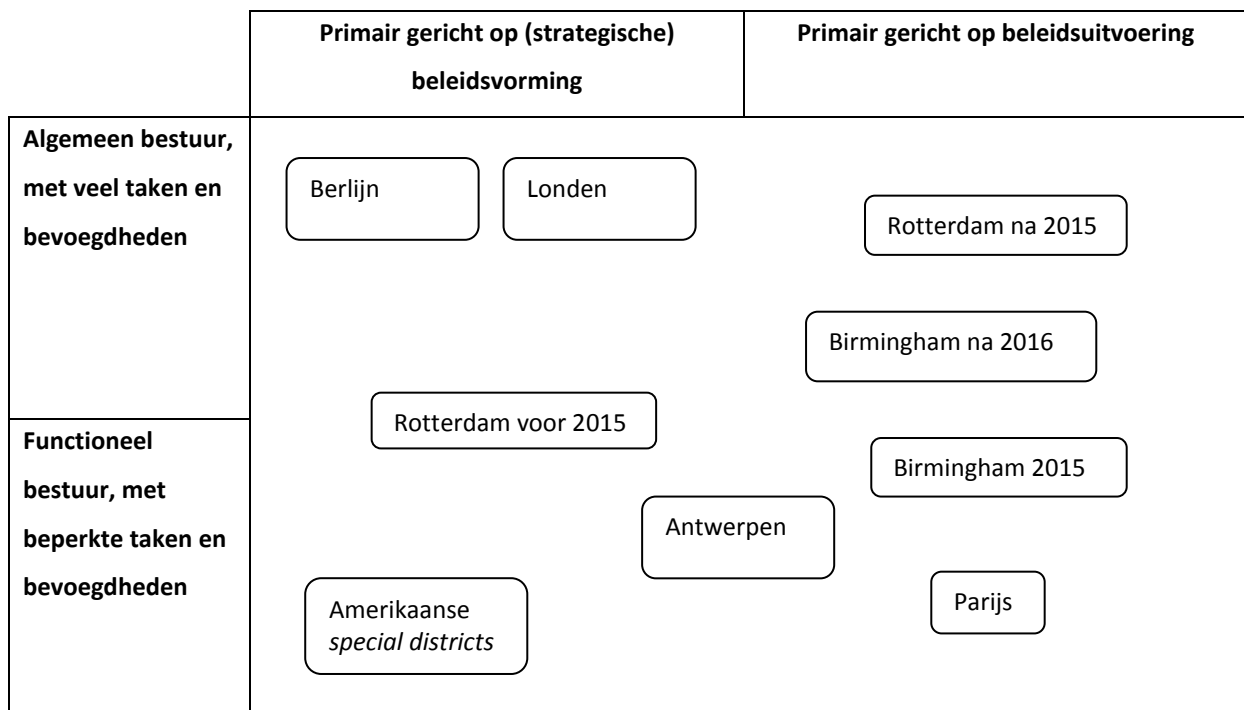 Primair gericht op (strategische)
beleidsvorming
Primair gericht op beleidsuitvoering
Algemeen bestuur,
met veel taken en
bevoegdheden
Berlijn
Londen
Rotterdam na 2015
Birmingham na 2016
Rotterdam voor 2015
Functioneel
bestuur, met
beperkte taken en
bevoegdheden
Birmingham 2015
Antwerpen
Amerikaanse
special districts
Parijs